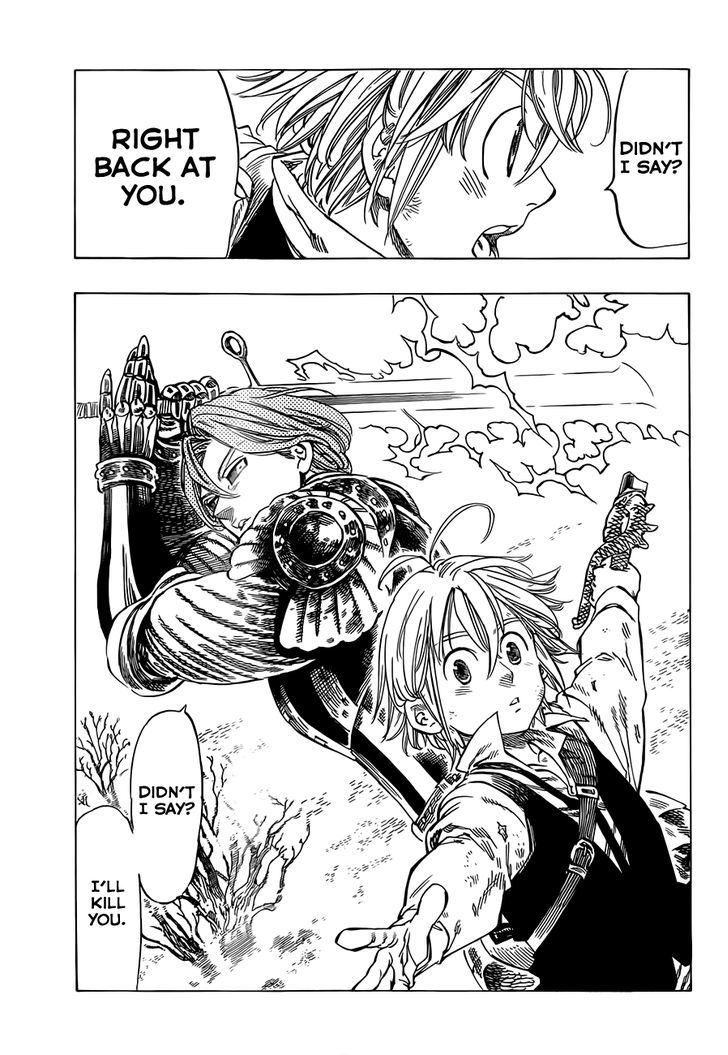 DIDN'T
I SAY?
RIGHT
BACK AT
YOU.
DIDN'T
I SAY?
I'LL
KILL
YOU.